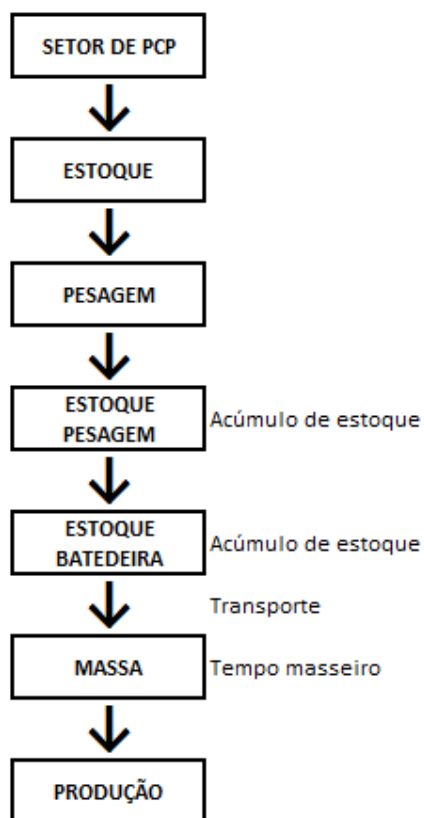 SETOR DE PCP
ESTOQUE
PESAGEM
ESTOQUE
PESAGEM
Acúmulo de estoque
ESTOQUE
BATEDEIRA
Acúmulo de estoque
Transporte
MASSA
Tempo masseiro
PRODUÇÃO